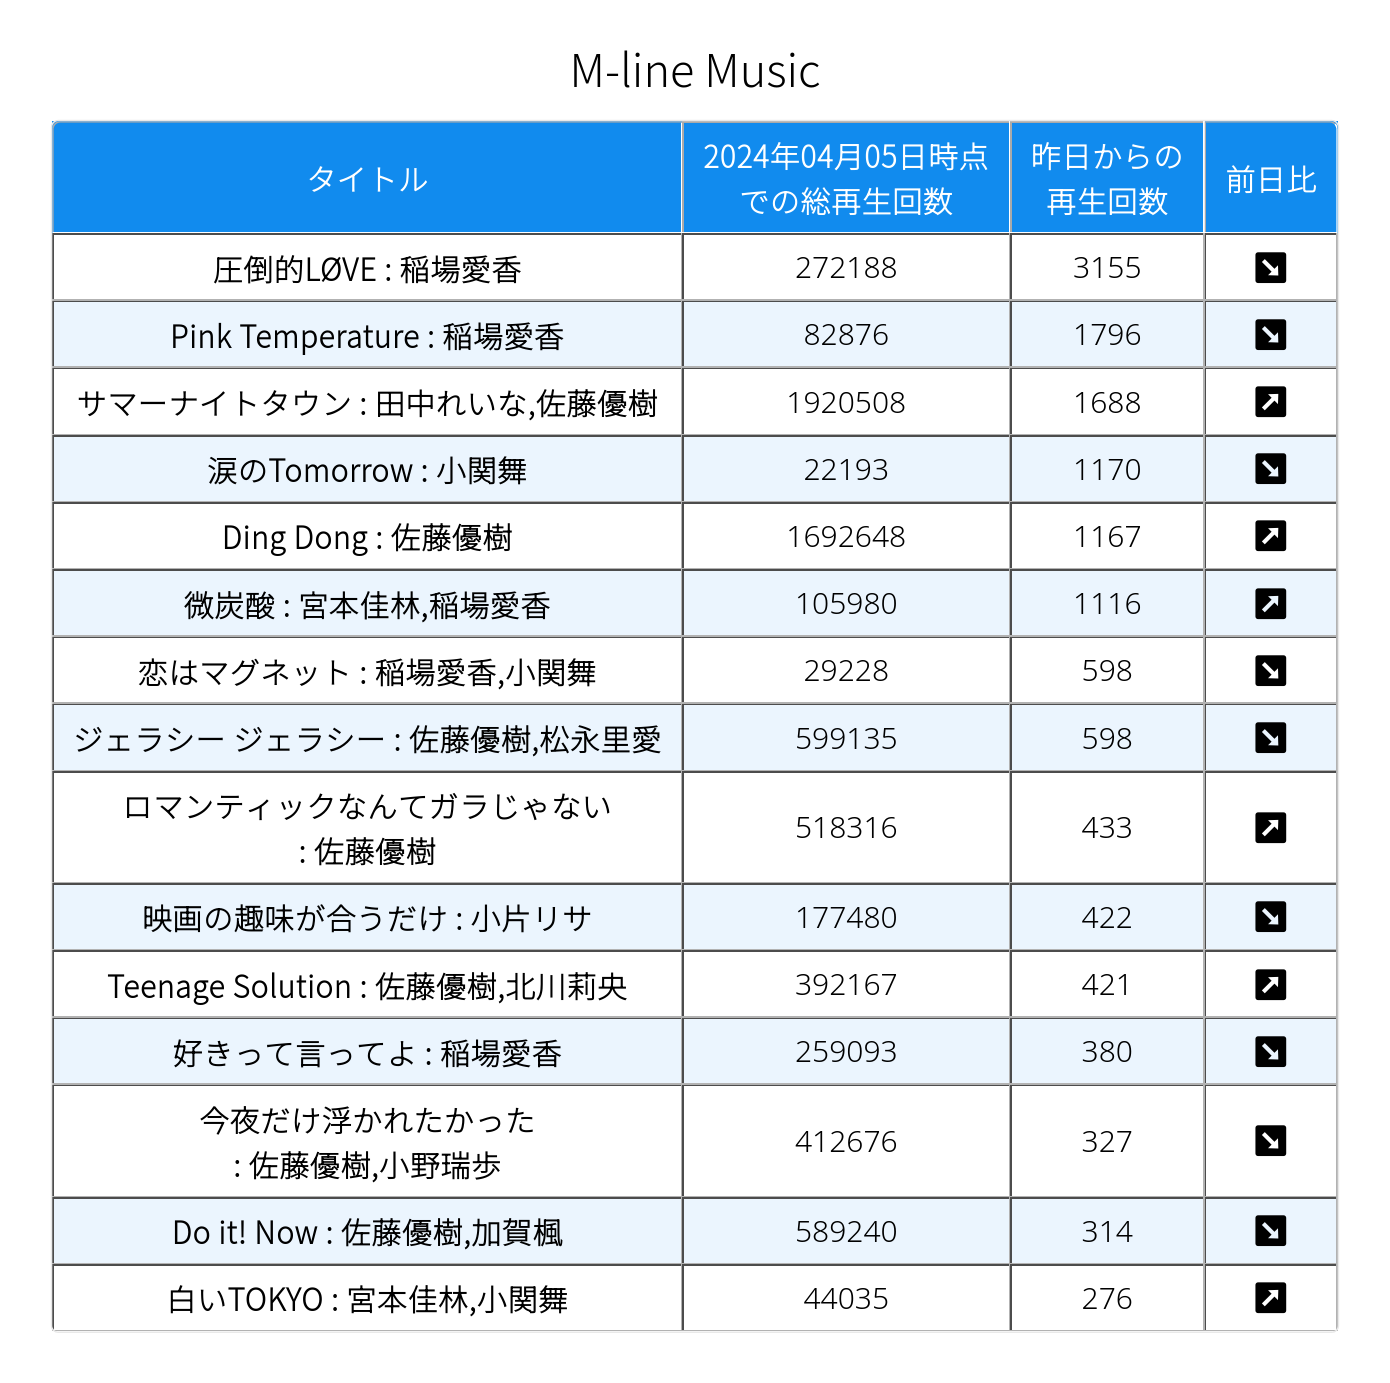 M-line Music
タイトル
2024年04月05日時点
での総再生回数
昨日からの
再生回数
前日比
圧倒的LØVE : 稲場愛香 272188 3155
Pink Temperature : 稲場愛香 82876 1796
サマーナイトタウン : 田中れいな,佐藤優樹 1920508 1688
涙のTomorrow : 小関舞 22193 1170
Ding Dong : 佐藤優樹 1692648 1167
微炭酸 : 宮本佳林,稲場愛香 105980 1116
恋はマグネット : 稲場愛香,小関舞 29228 598
ジェラシー ジェラシー : 佐藤優樹,松永里愛 599135 598
ロマンティックなんてガラじゃない
: 佐藤優樹 518316 433
映画の趣味が合うだけ : 小片リサ 177480 422
Teenage Solution : 佐藤優樹,北川莉央 392167 421
好きって言ってよ : 稲場愛香 259093 380
今夜だけ浮かれたかった
: 佐藤優樹,小野瑞歩 412676 327
Do it! Now : 佐藤優樹,加賀楓 589240 314
白いTOKYO : 宮本佳林,小関舞 44035 276